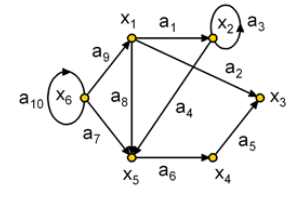 x1 a1 x2 a3
a9 a2
a10 x6 a8 a4 x3
a7 a5
x5 a6 x4